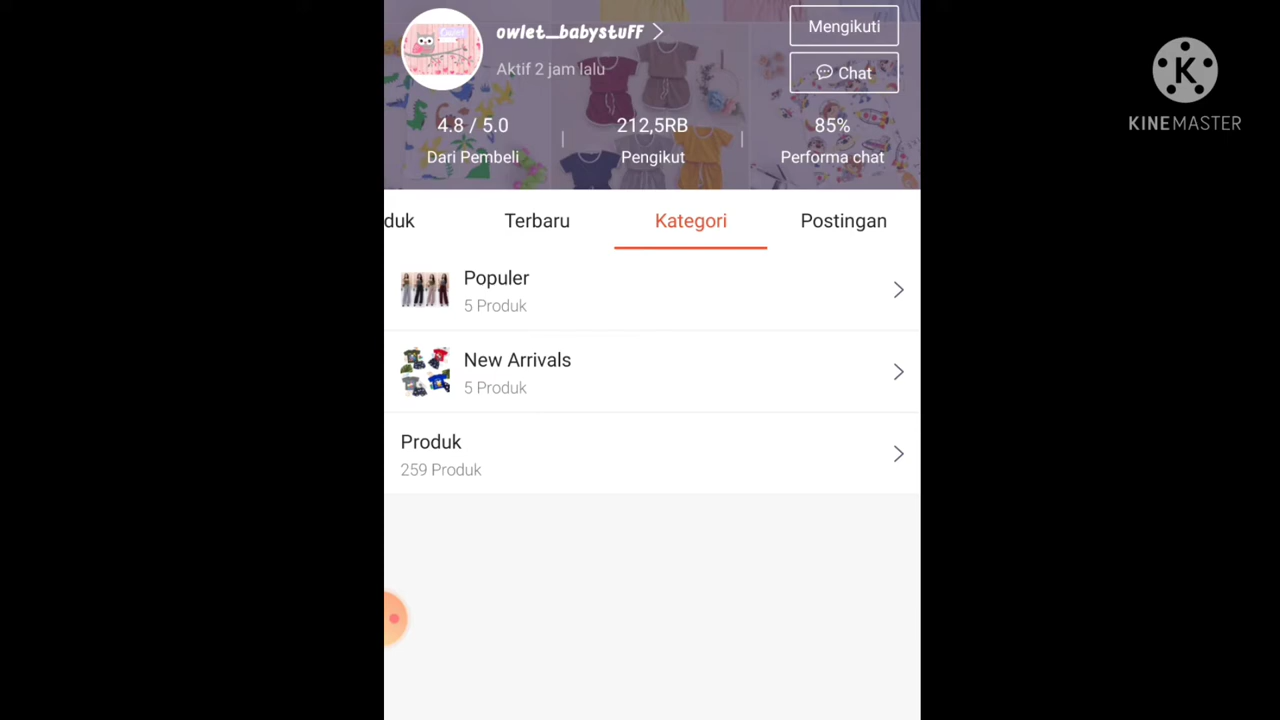 owlet_babystuff
Mengikuti
Aktif 2 jam lalu
Chat
4.8 / 5.0
Dari Pembeli
212,5RB
Pengikut
85%
Performa chat
duk
Terbaru
Kategori
Postingan
Populer
5 Produk
New Arrivals
5 Produk
Produk
259 Produk
K
KINEMASTER